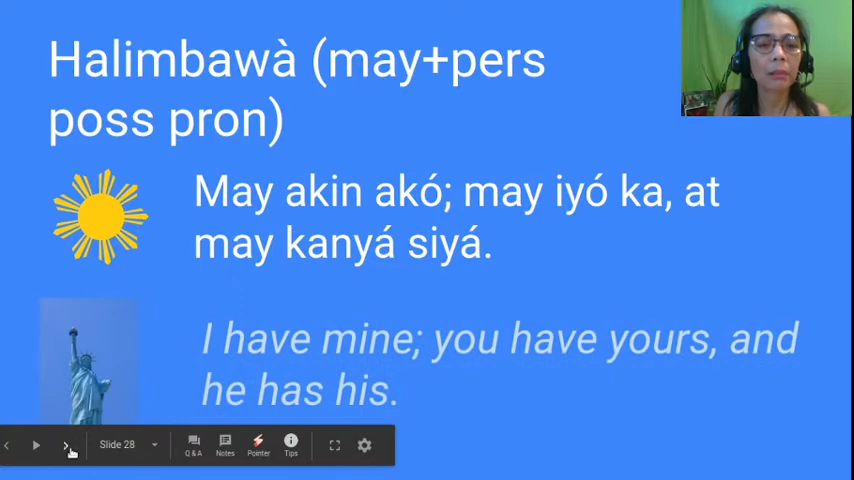 Halimbawà (may+pers
poss pron)
May akin akó; may iyó ka, at
may kanyá siyá.
I have mine; you have yours, and
he has his.
Slide 28
Q & A
Notes
Pointer
Tips